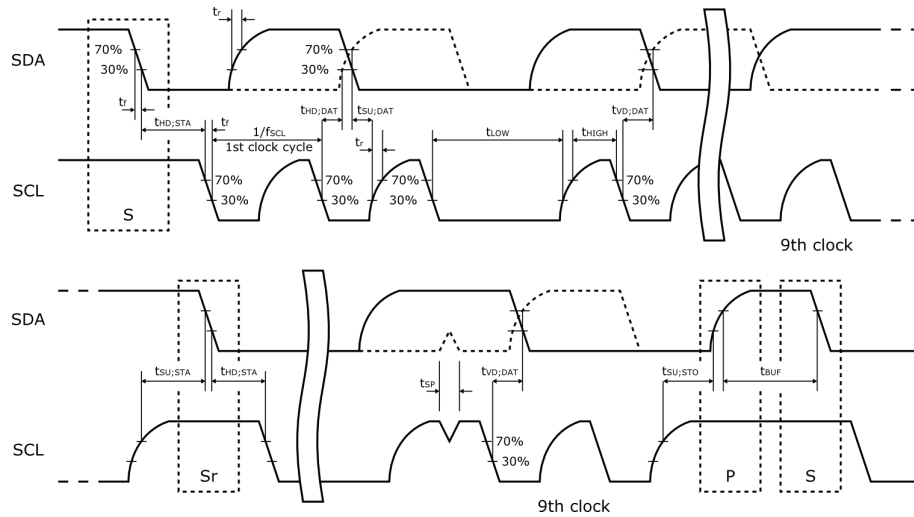 tr
SDA
70%
30%
70%
30%
70%
30%
tf
tHD;STA
tf
1/fSCL
1st clock cycle
tHD;DAT
tSU;DAT
tr
tLOW
tHIGH
tVD;DAT
SCL
70%
30%
70%
30%
70%
30%
70%
30%
S
9th clock
SDA
tSU;STA
tHD;STA
tSP
tVD;DAT
tSU;STO
tBUF
SCL
70%
30%
Sr
P
S
9th clock